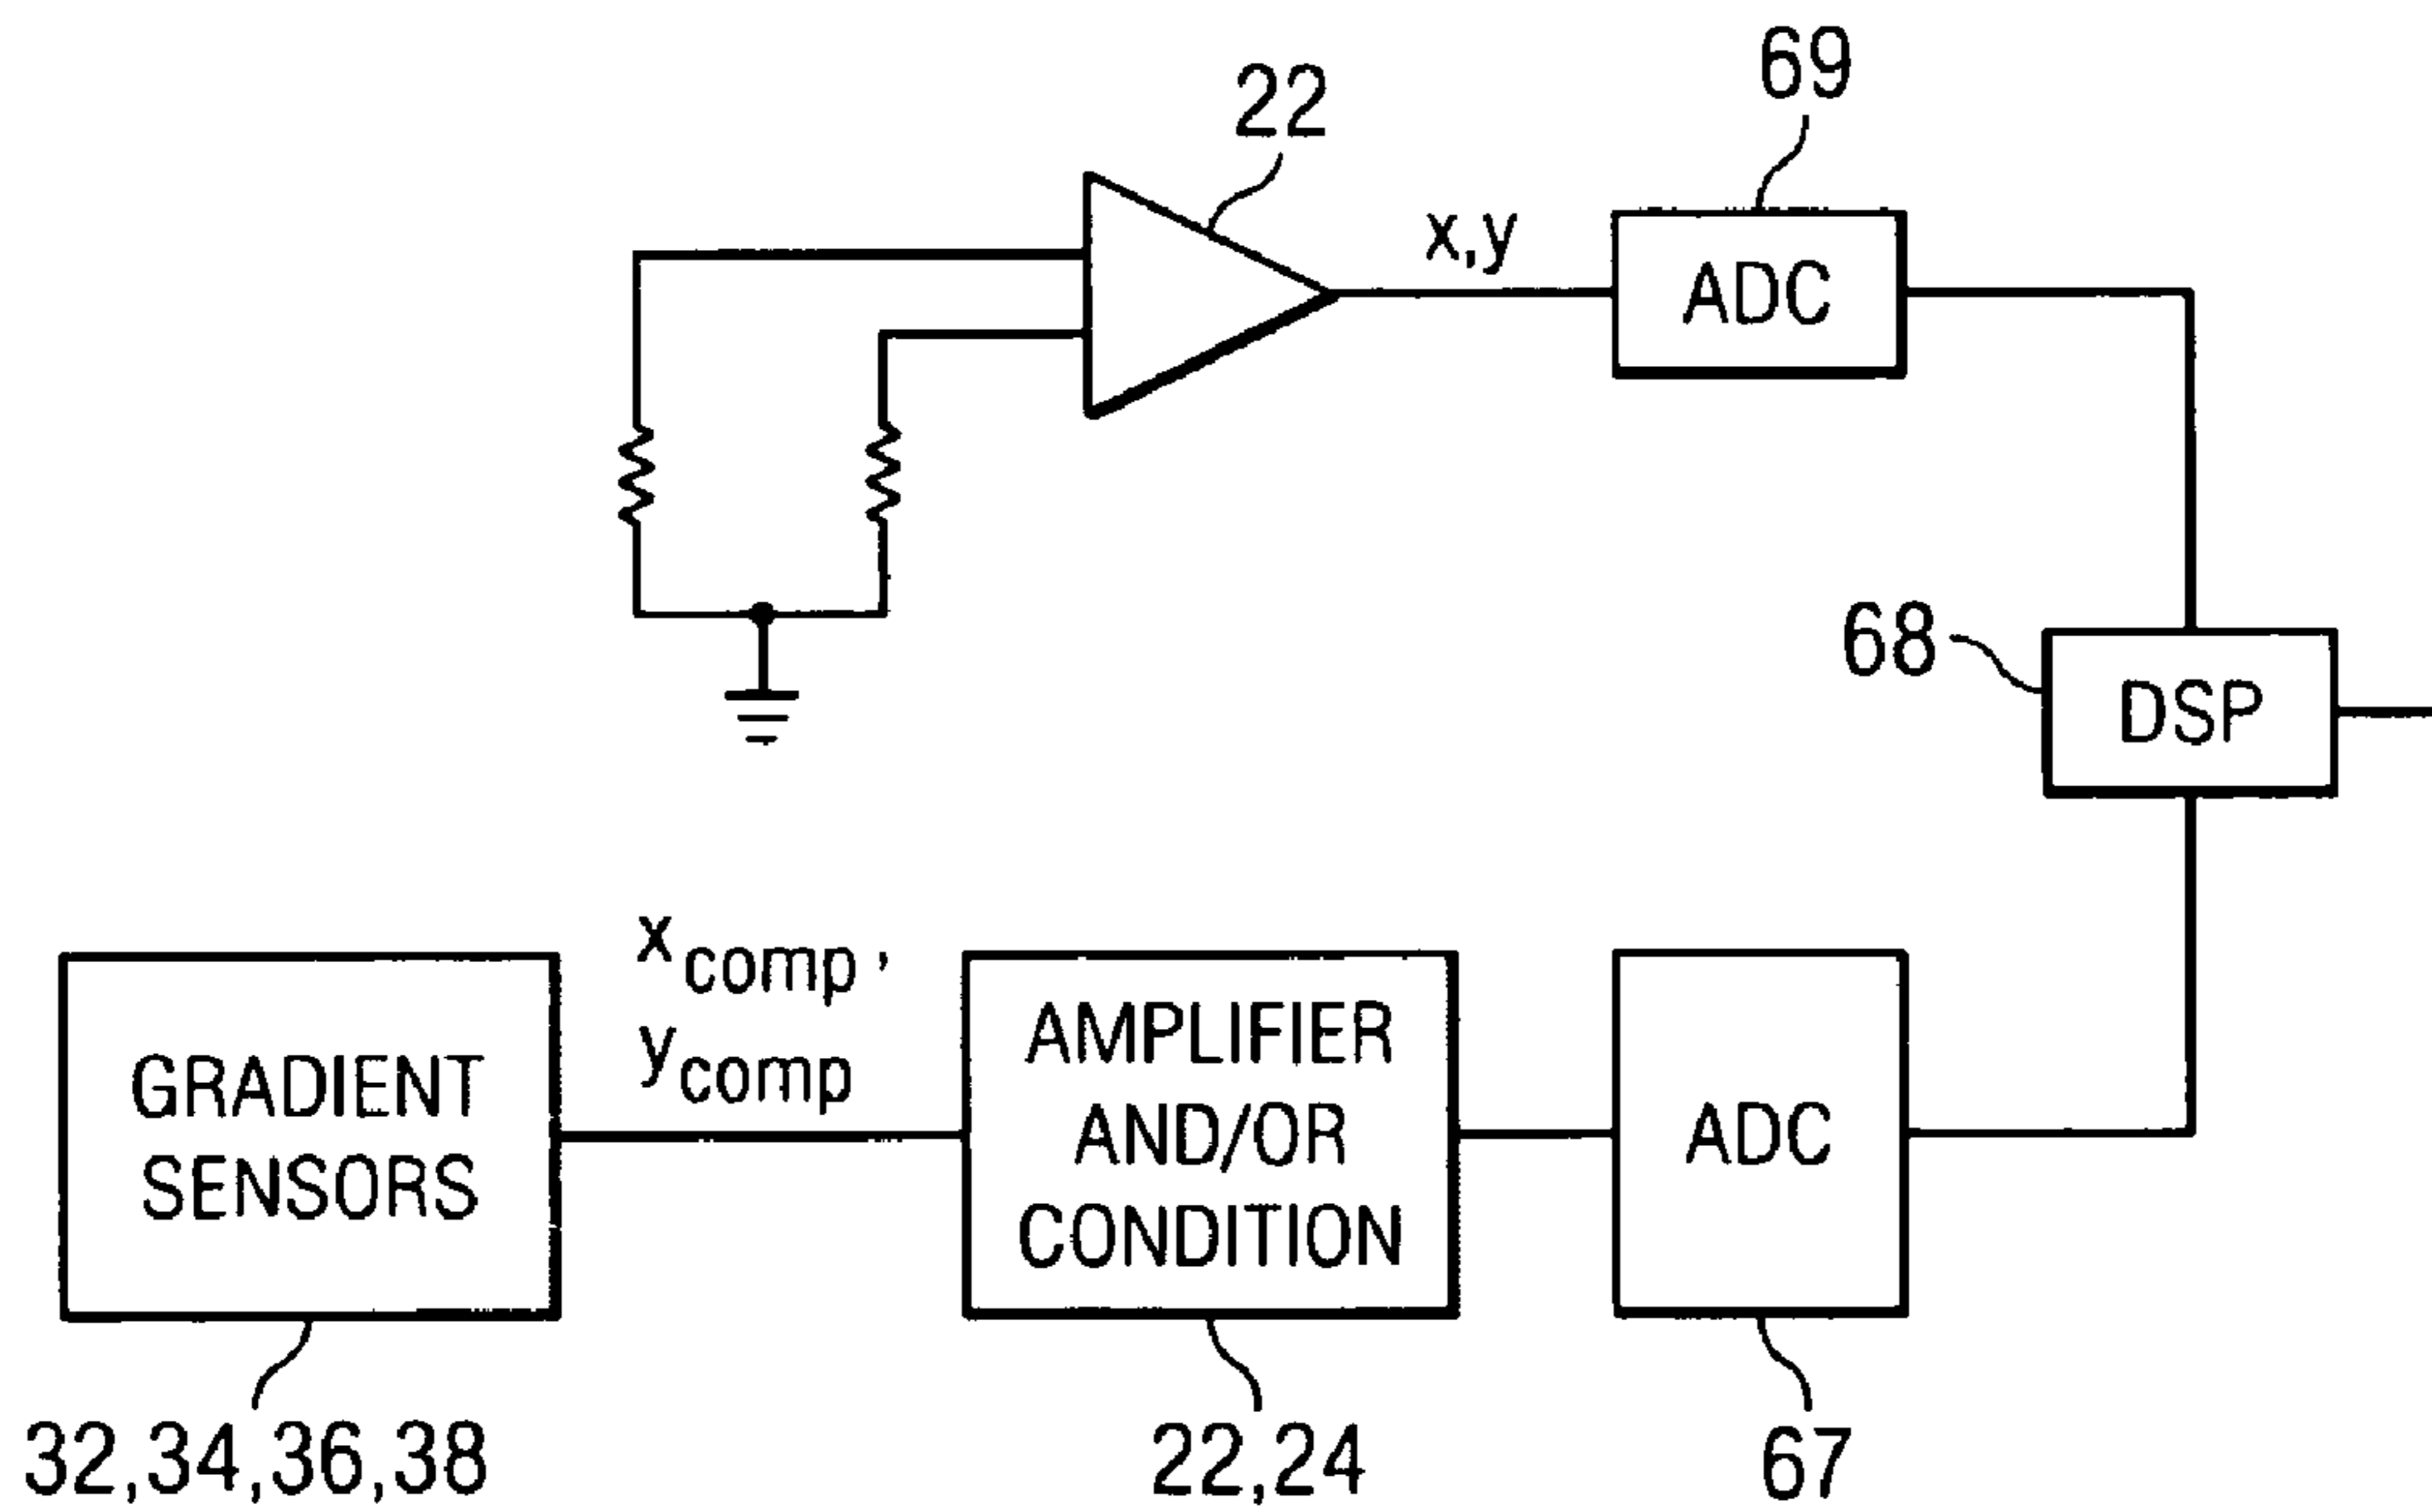 69
22
x,y
ADC
68
DSP
xcomp,
ycomp
GRADIENT
SENSORS
AMPLIFIER
AND/OR
CONDITION
ADC
32,34,36,38
22,24
67